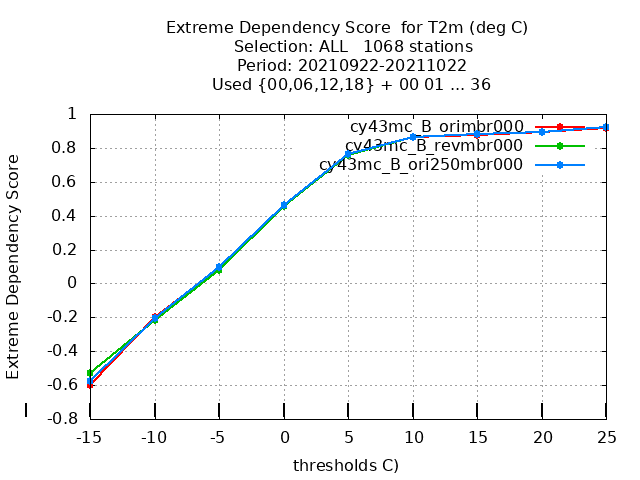 Extreme Dependency Score  for T2m (deg C)
Selection: ALL   1068 stations
Period: 20210922-20211022
Used {00,06,12,18} + 00 01 ... 36
cy43mc_B_orimbr000
cy43mc_B_revmbr000
cy43mc_B_ori250mbr000
Extreme Dependency Score
1
0.8
0.6
0.4
0.2
0
-0.2
-0.4
-0.6
-0.8
-15 -10 -5 0 5 10 15 20 25
thresholds C)